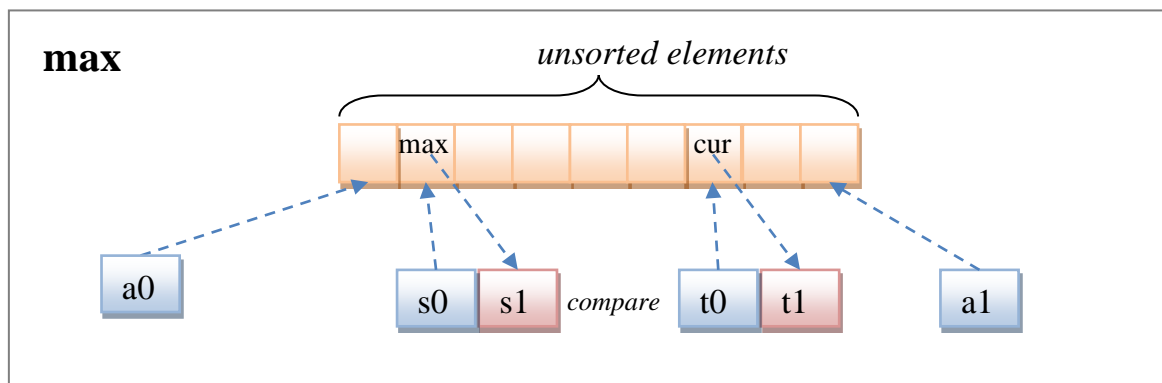 max
unsorted elements
max
cur
a0
s0
s1
compare
t0
t1
a1